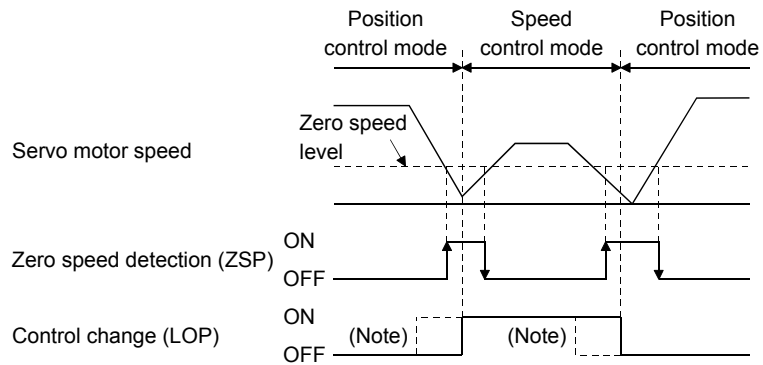 Position control mode
Speed control mode
Position control mode
Zero speed level
Servo motor speed
ON
Zero speed detection (ZSP)
OFF
ON
Control change (LOP)
(Note)
(Note)
OFF